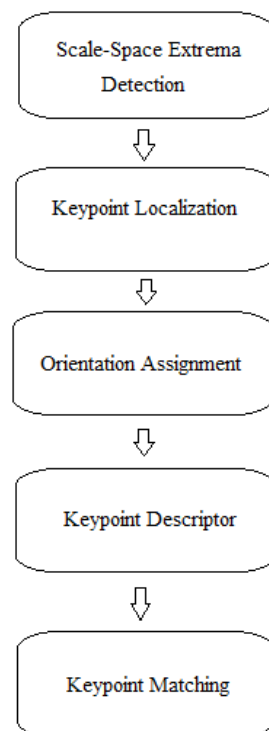 Scale-Space Extrema
Detection
Keypoint Localization
Orientation Assignment
Keypoint Descriptor
Keypoint Matching